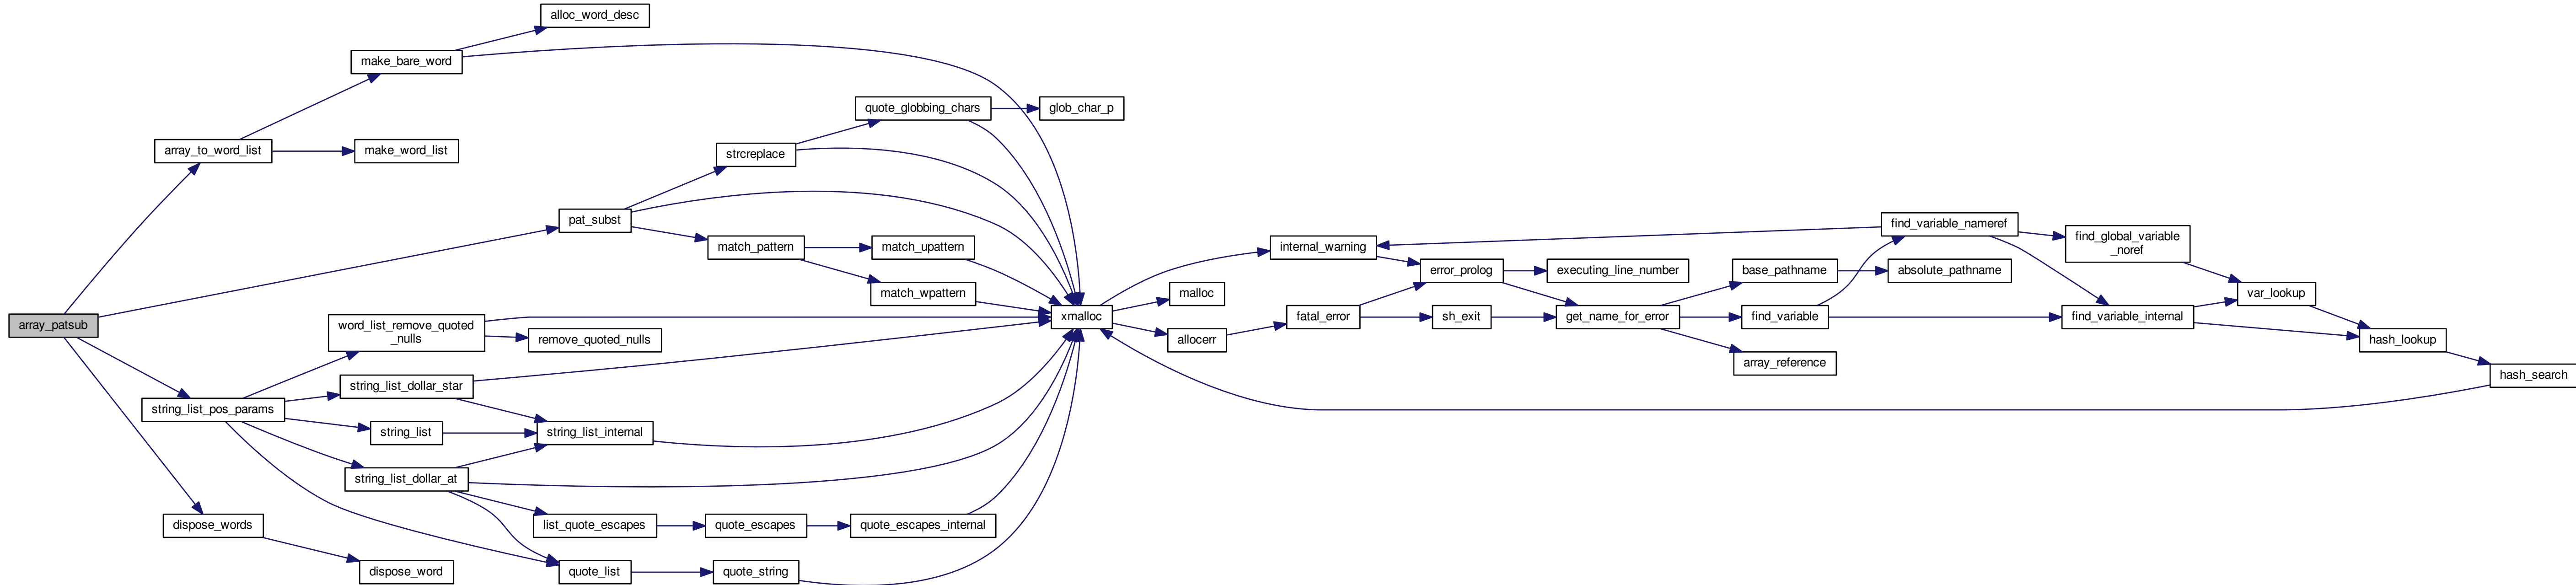 array_patsub
array_to_word_list
make_bare_word
alloc_word_desc
make_word_list
pat_subst
strcreplace
quote_globbing_chars
glob_char_p
match_pattern
match_upattern
match_wpattern
string_list_pos_params
word_list_remove_quoted
_nulls
remove_quoted_nulls
string_list_dollar_star
string_list
string_list_internal
string_list_dollar_at
list_quote_escapes
quote_escapes
quote_escapes_internal
quote_list
quote_string
dispose_words
dispose_word
xmalloc
internal_warning
malloc
allocerr
fatal_error
error_prolog
executing_line_number
sh_exit
get_name_for_error
base_pathname
absolute_pathname
find_variable
array_reference
find_variable_nameref
find_global_variable
_noref
find_variable_internal
var_lookup
hash_lookup
hash_search